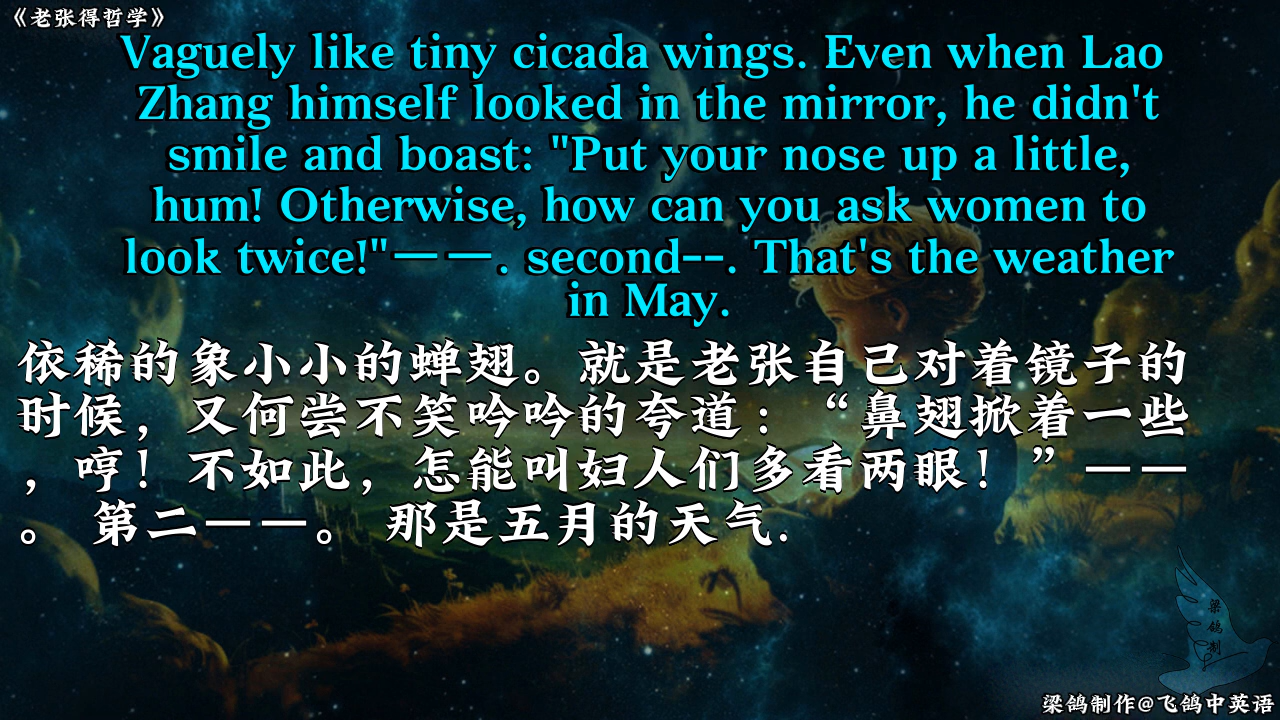 《老张得哲学》
Vaguely like tiny cicada wings. Even when Lao
Zhang himself looked in the mirror, he didn't
smile and boast: "Put your nose up a little,
hum! Otherwise, how can you ask women to
look twice!"——. second--. That's the weather
in May.
依稀的象小小的蝉翅。就是老张自己对着镜子的
时候，又何尝不笑吟吟的夸道：“鼻翅掀着一些
，哼！不如此，怎能叫妇人们多看两眼！”——
。 第二——。 那是五月的天气.
梁
鸽
制
梁鸽制作@飞鸽中英语